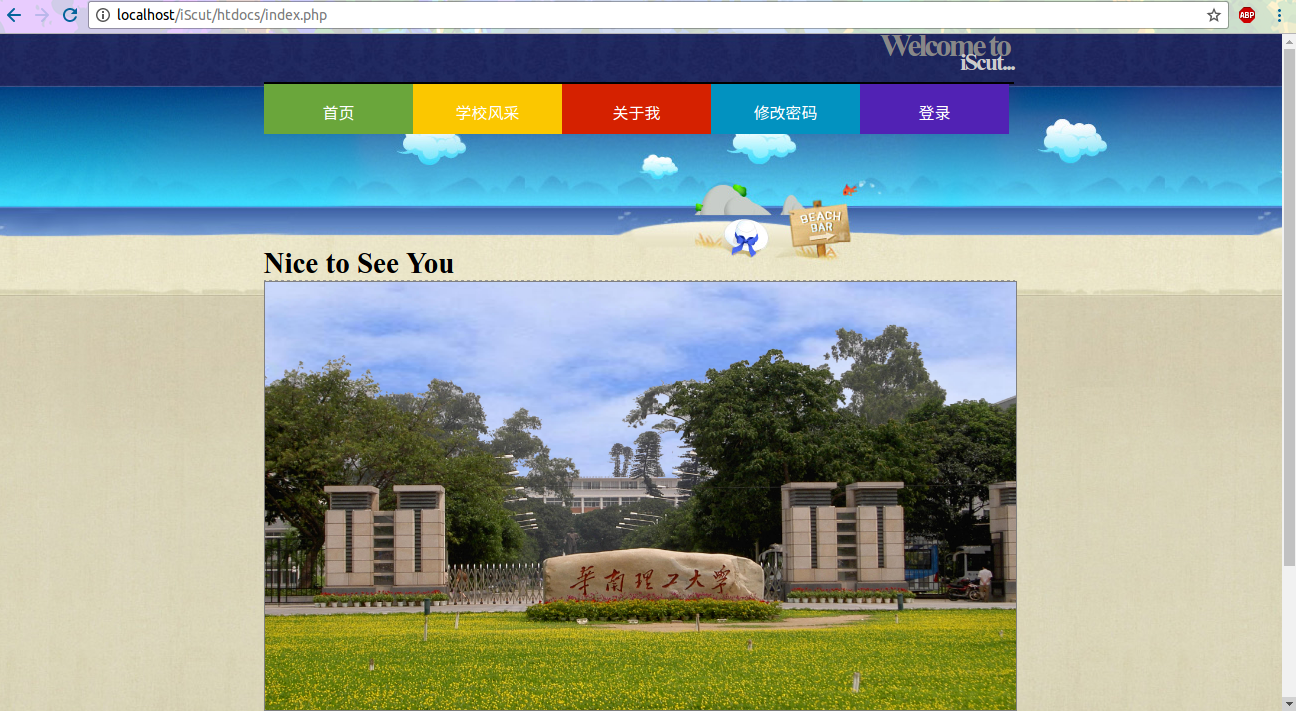 localhost/iScut/htdocs/index.php
ABP
Welcome to
iScut...
首页
学校风采
关于我
修改密码
登录
BEACH
BAR
Nice to See You
華南理工大學